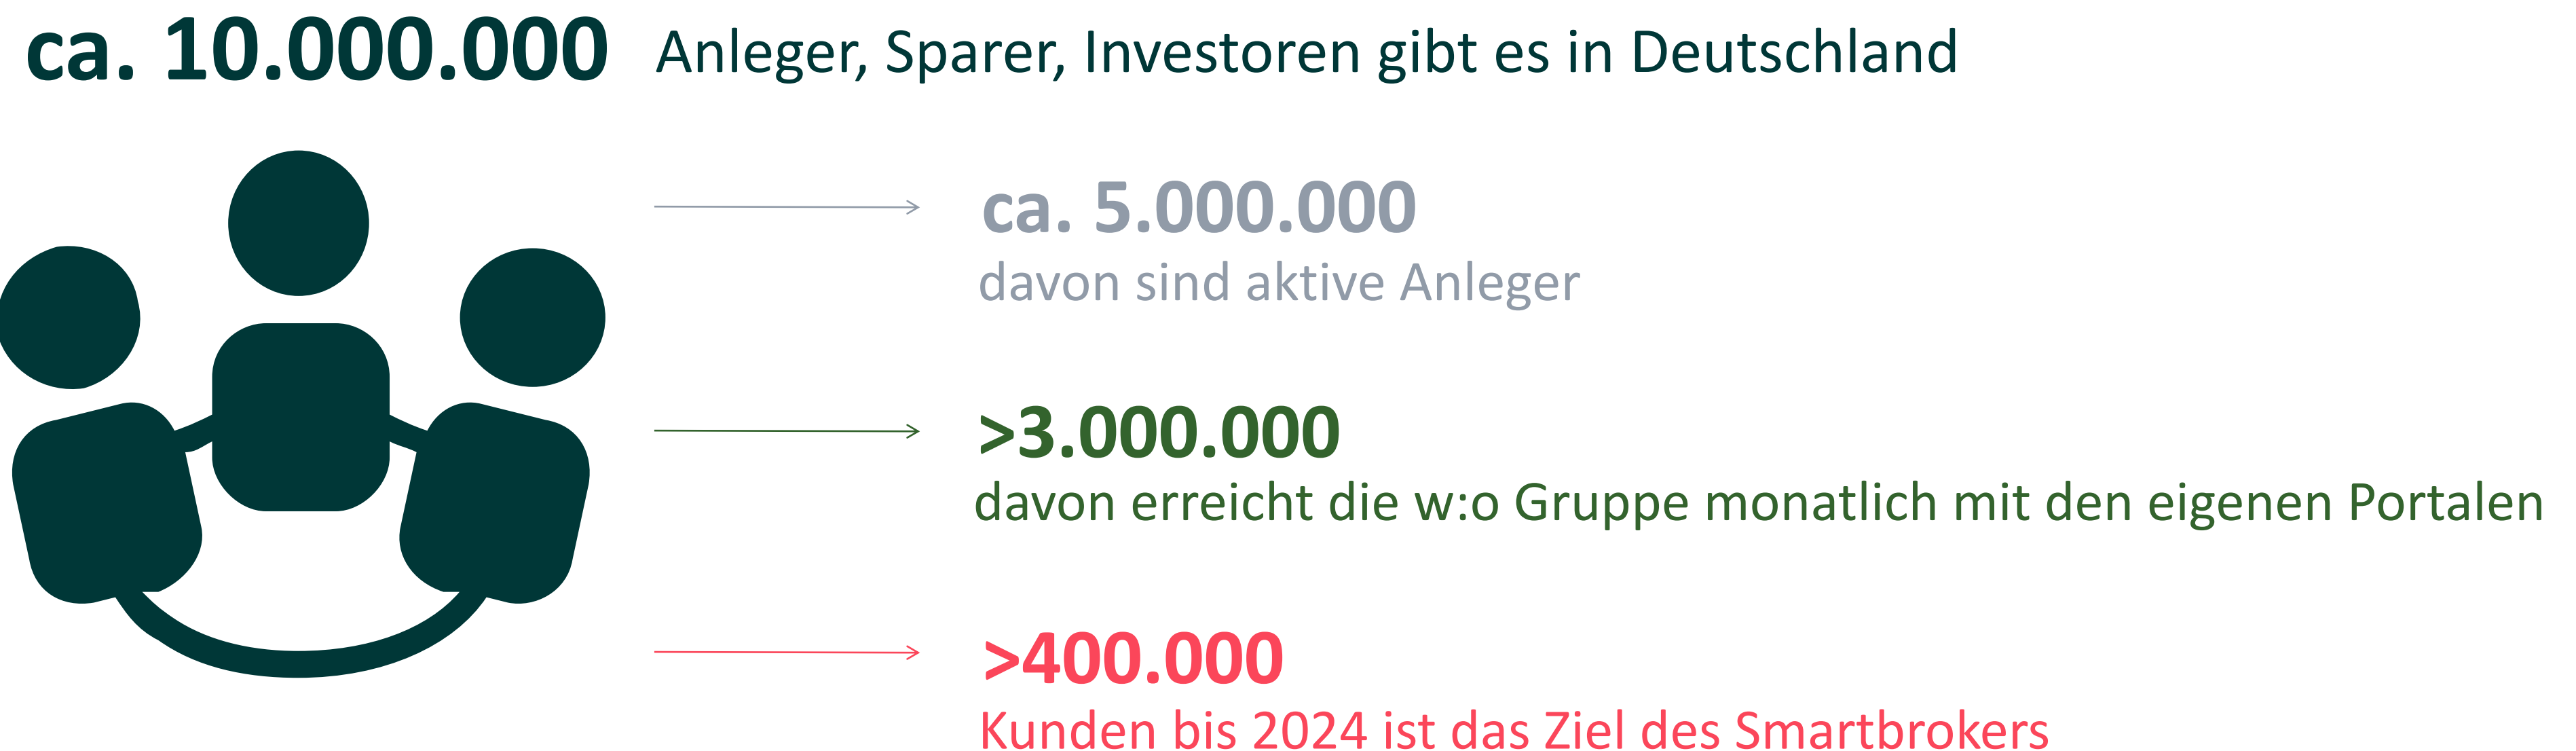 ca. 10.000.000 Anleger, Sparer, Investoren gibt es in Deutschland
ca. 5.000.000
davon sind aktive Anleger
>3.000.000
davon erreicht die w:o Gruppe monatlich mit den eigenen Portalen
>400.000
Kunden bis 2024 ist das Ziel des Smartbrokers